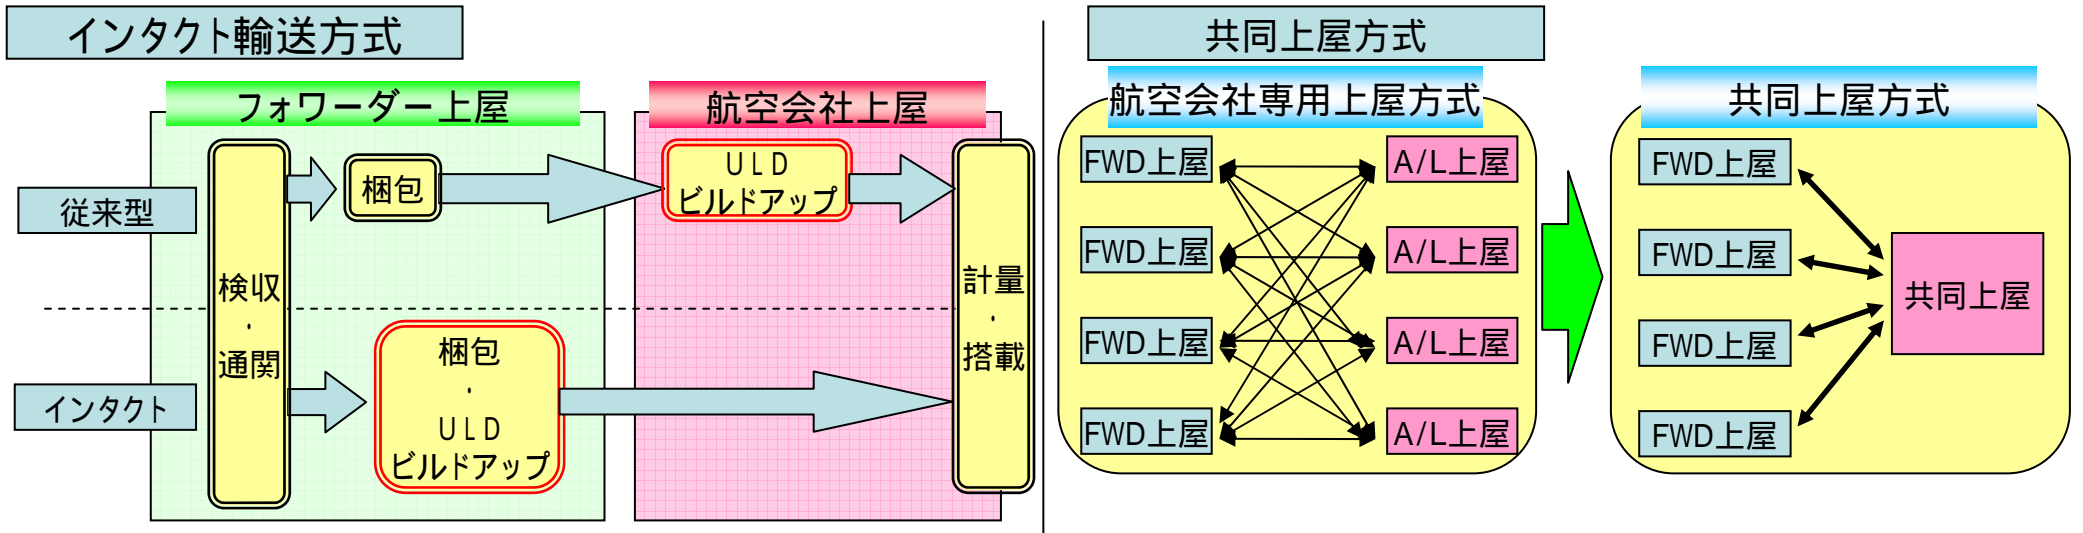 インタクト輸送方式
フォワーダー上屋
航空会社上屋
従来型
インタクト
検収
・
通関
梱包
ＵＬＤ
ビルドアップ
梱包
・
ＵＬＤ
ビルドアップ
計量
・
搭載
共同上屋方式
航空会社専用上屋方式
FWD上屋
A/L上屋
FWD上屋
A/L上屋
FWD上屋
A/L上屋
FWD上屋
A/L上屋
共同上屋方式
FWD上屋
FWD上屋
FWD上屋
FWD上屋
共同上屋